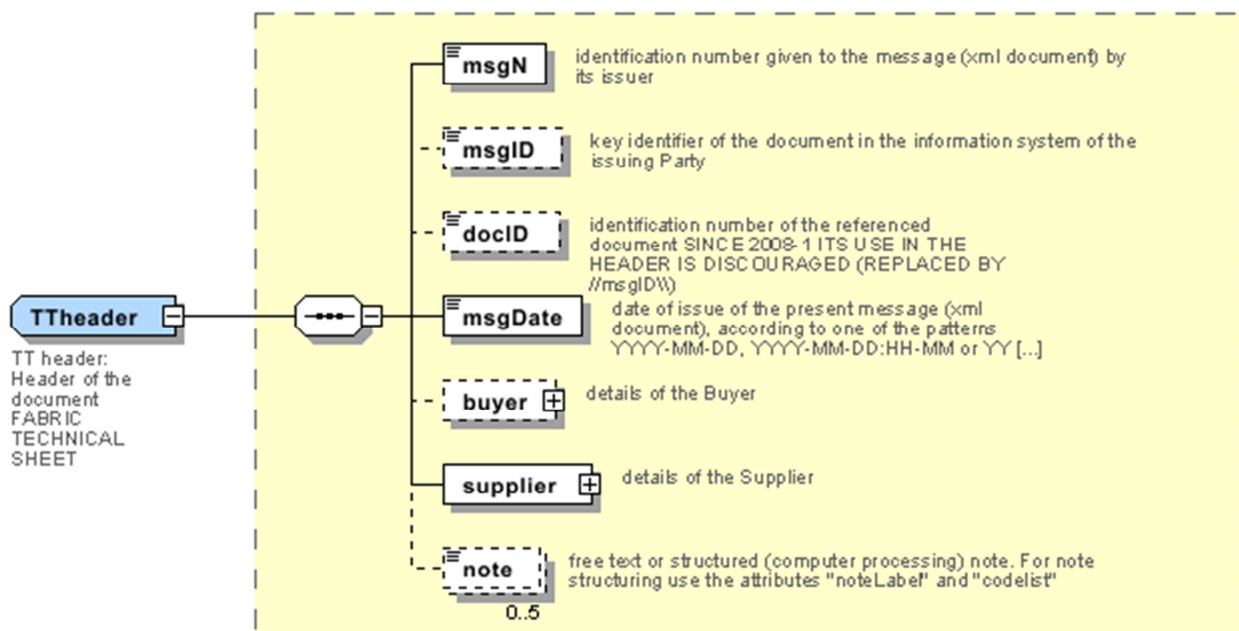 msgN
identification number given to the message (xml document) by
its issuer
msgID
key identifier of the document in the information system of the
issuing Party
docID
identification number of the referenced
document SINCE 2008-1 ITS USE IN THE
HEADER IS DISCOURAGED (REPLACED BY
//msgID\\)
TTheader
TT header:
Header of the
document
FABRIC
TECHNICAL
SHEET
msgDate
date of issue of the present message (xml
document), according to one of the patterns
YYYY-MM-DD, YYYY-MM-DD:HH-MM or YY [...]
buyer
details of the Buyer
supplier
details of the Supplier
note
free text or structured (computer processing) note. For note
structuring use the attributes "noteLabel" and "codelist"
0..5